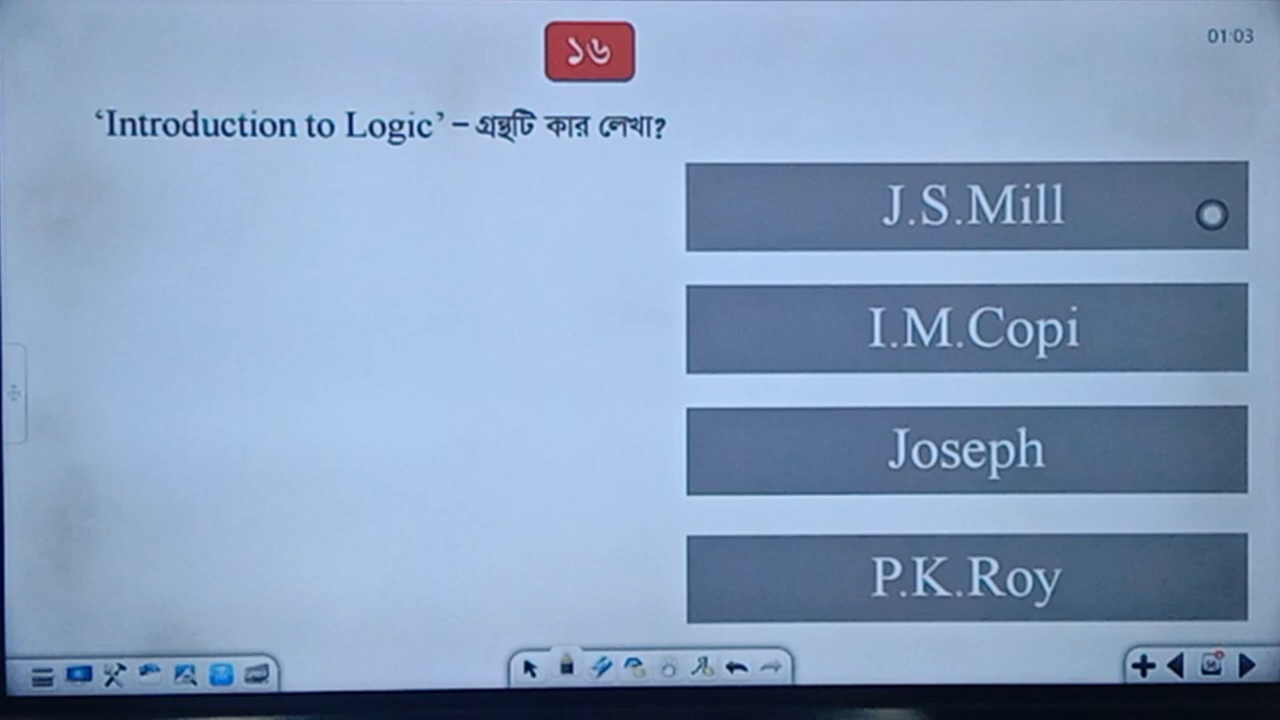 ১৬
01:03
‘Introduction to Logic’ – গ্রন্থটি কার লেখা?
J.S.Mill
I.M.Copi
Joseph
P.K.Roy